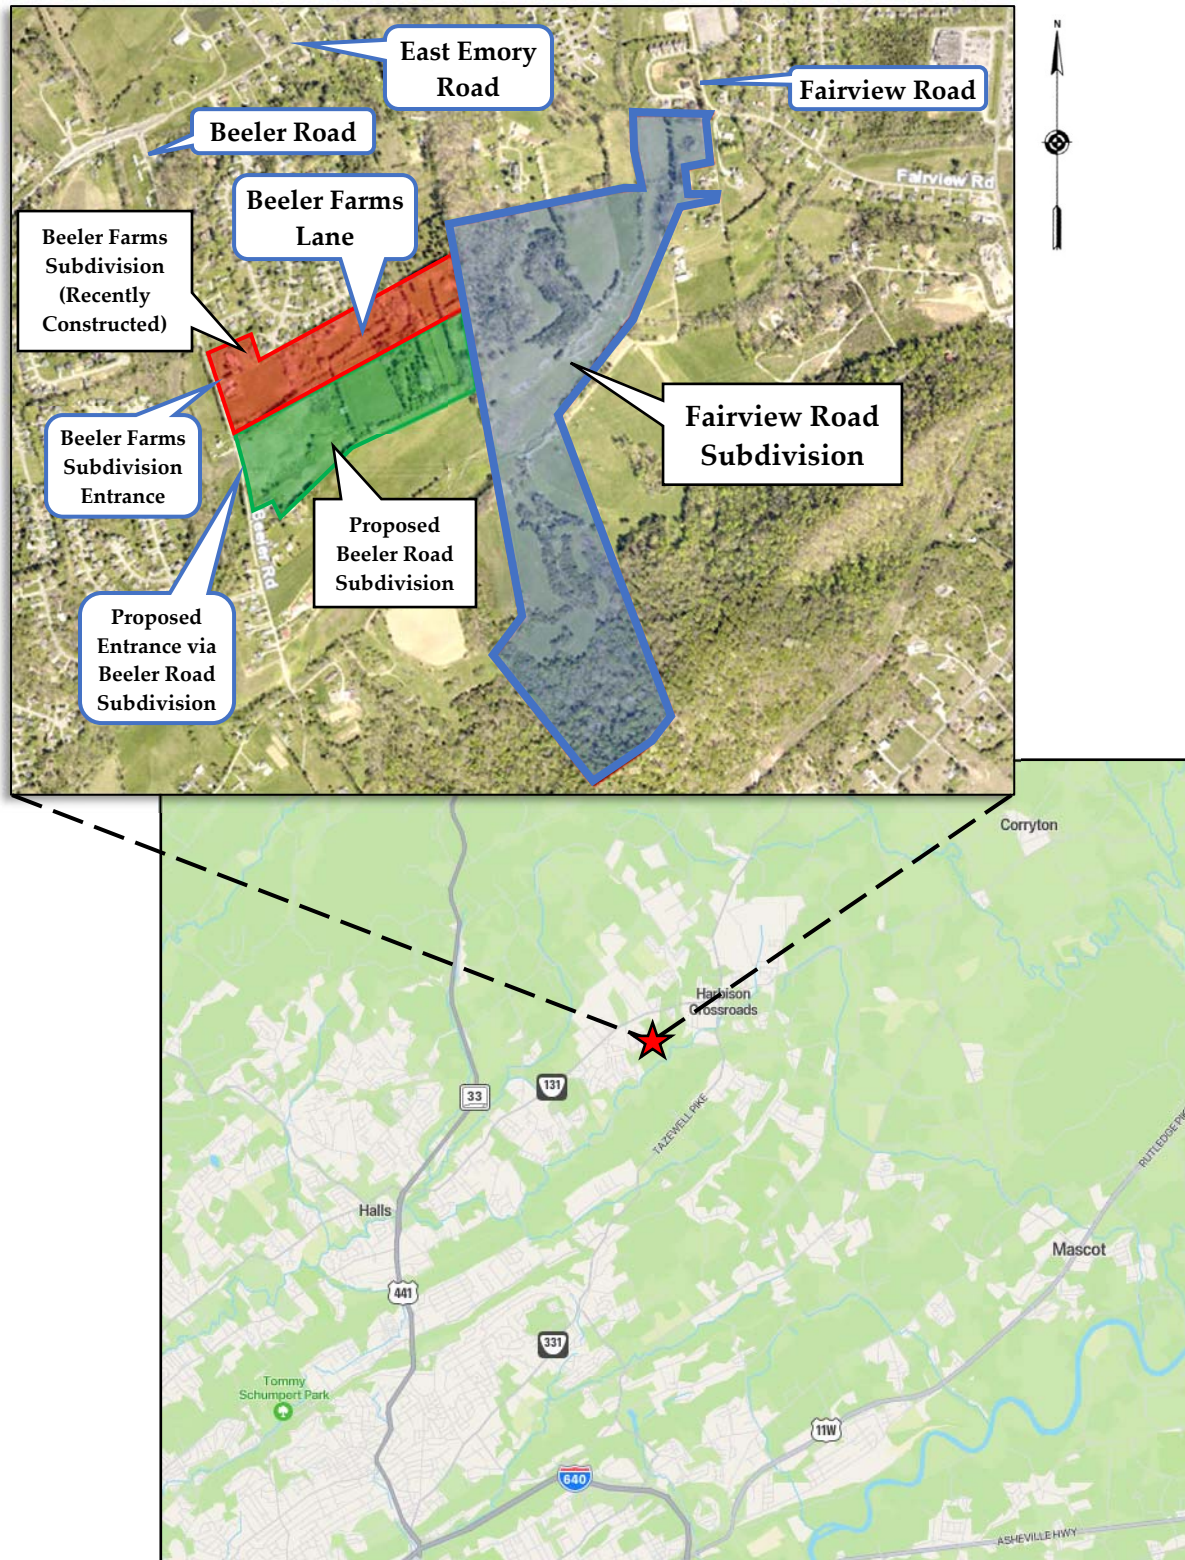 N
East Emory
Road
Fairview Road
Beeler Road
Fairview Rd
Beeler Farms
Lane
Beeler Farms
Subdivision
(Recently
Constructed)
Fairview Road
Subdivision
Beeler Farms
Subdivision
Entrance
Proposed
Beeler Road
Subdivision
Beeler Rd
Proposed
Entrance via
Beeler Road
Subdivision
Corryton
Harbison
Crossroads
131
33
TAZEWELL PIKE
RUTLEDGE PI
Halls
Mascot
441
331
Tommy
Schumpert Park
11W
640
ASHEVILLE HWY